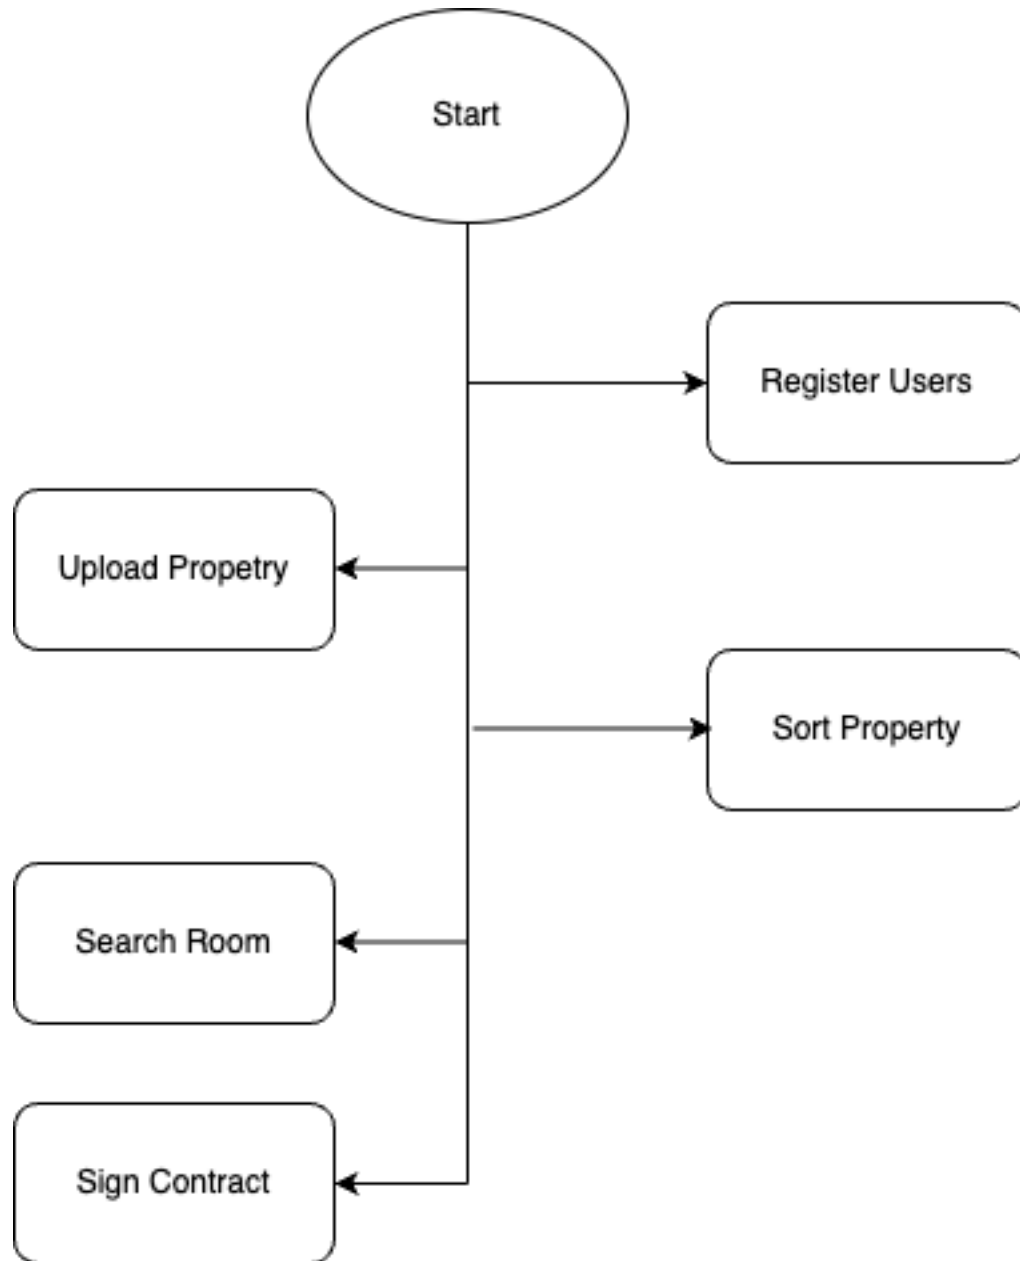 Start
Register Users
Upload Propetry
Sort Property
Search Room
Sign Contract